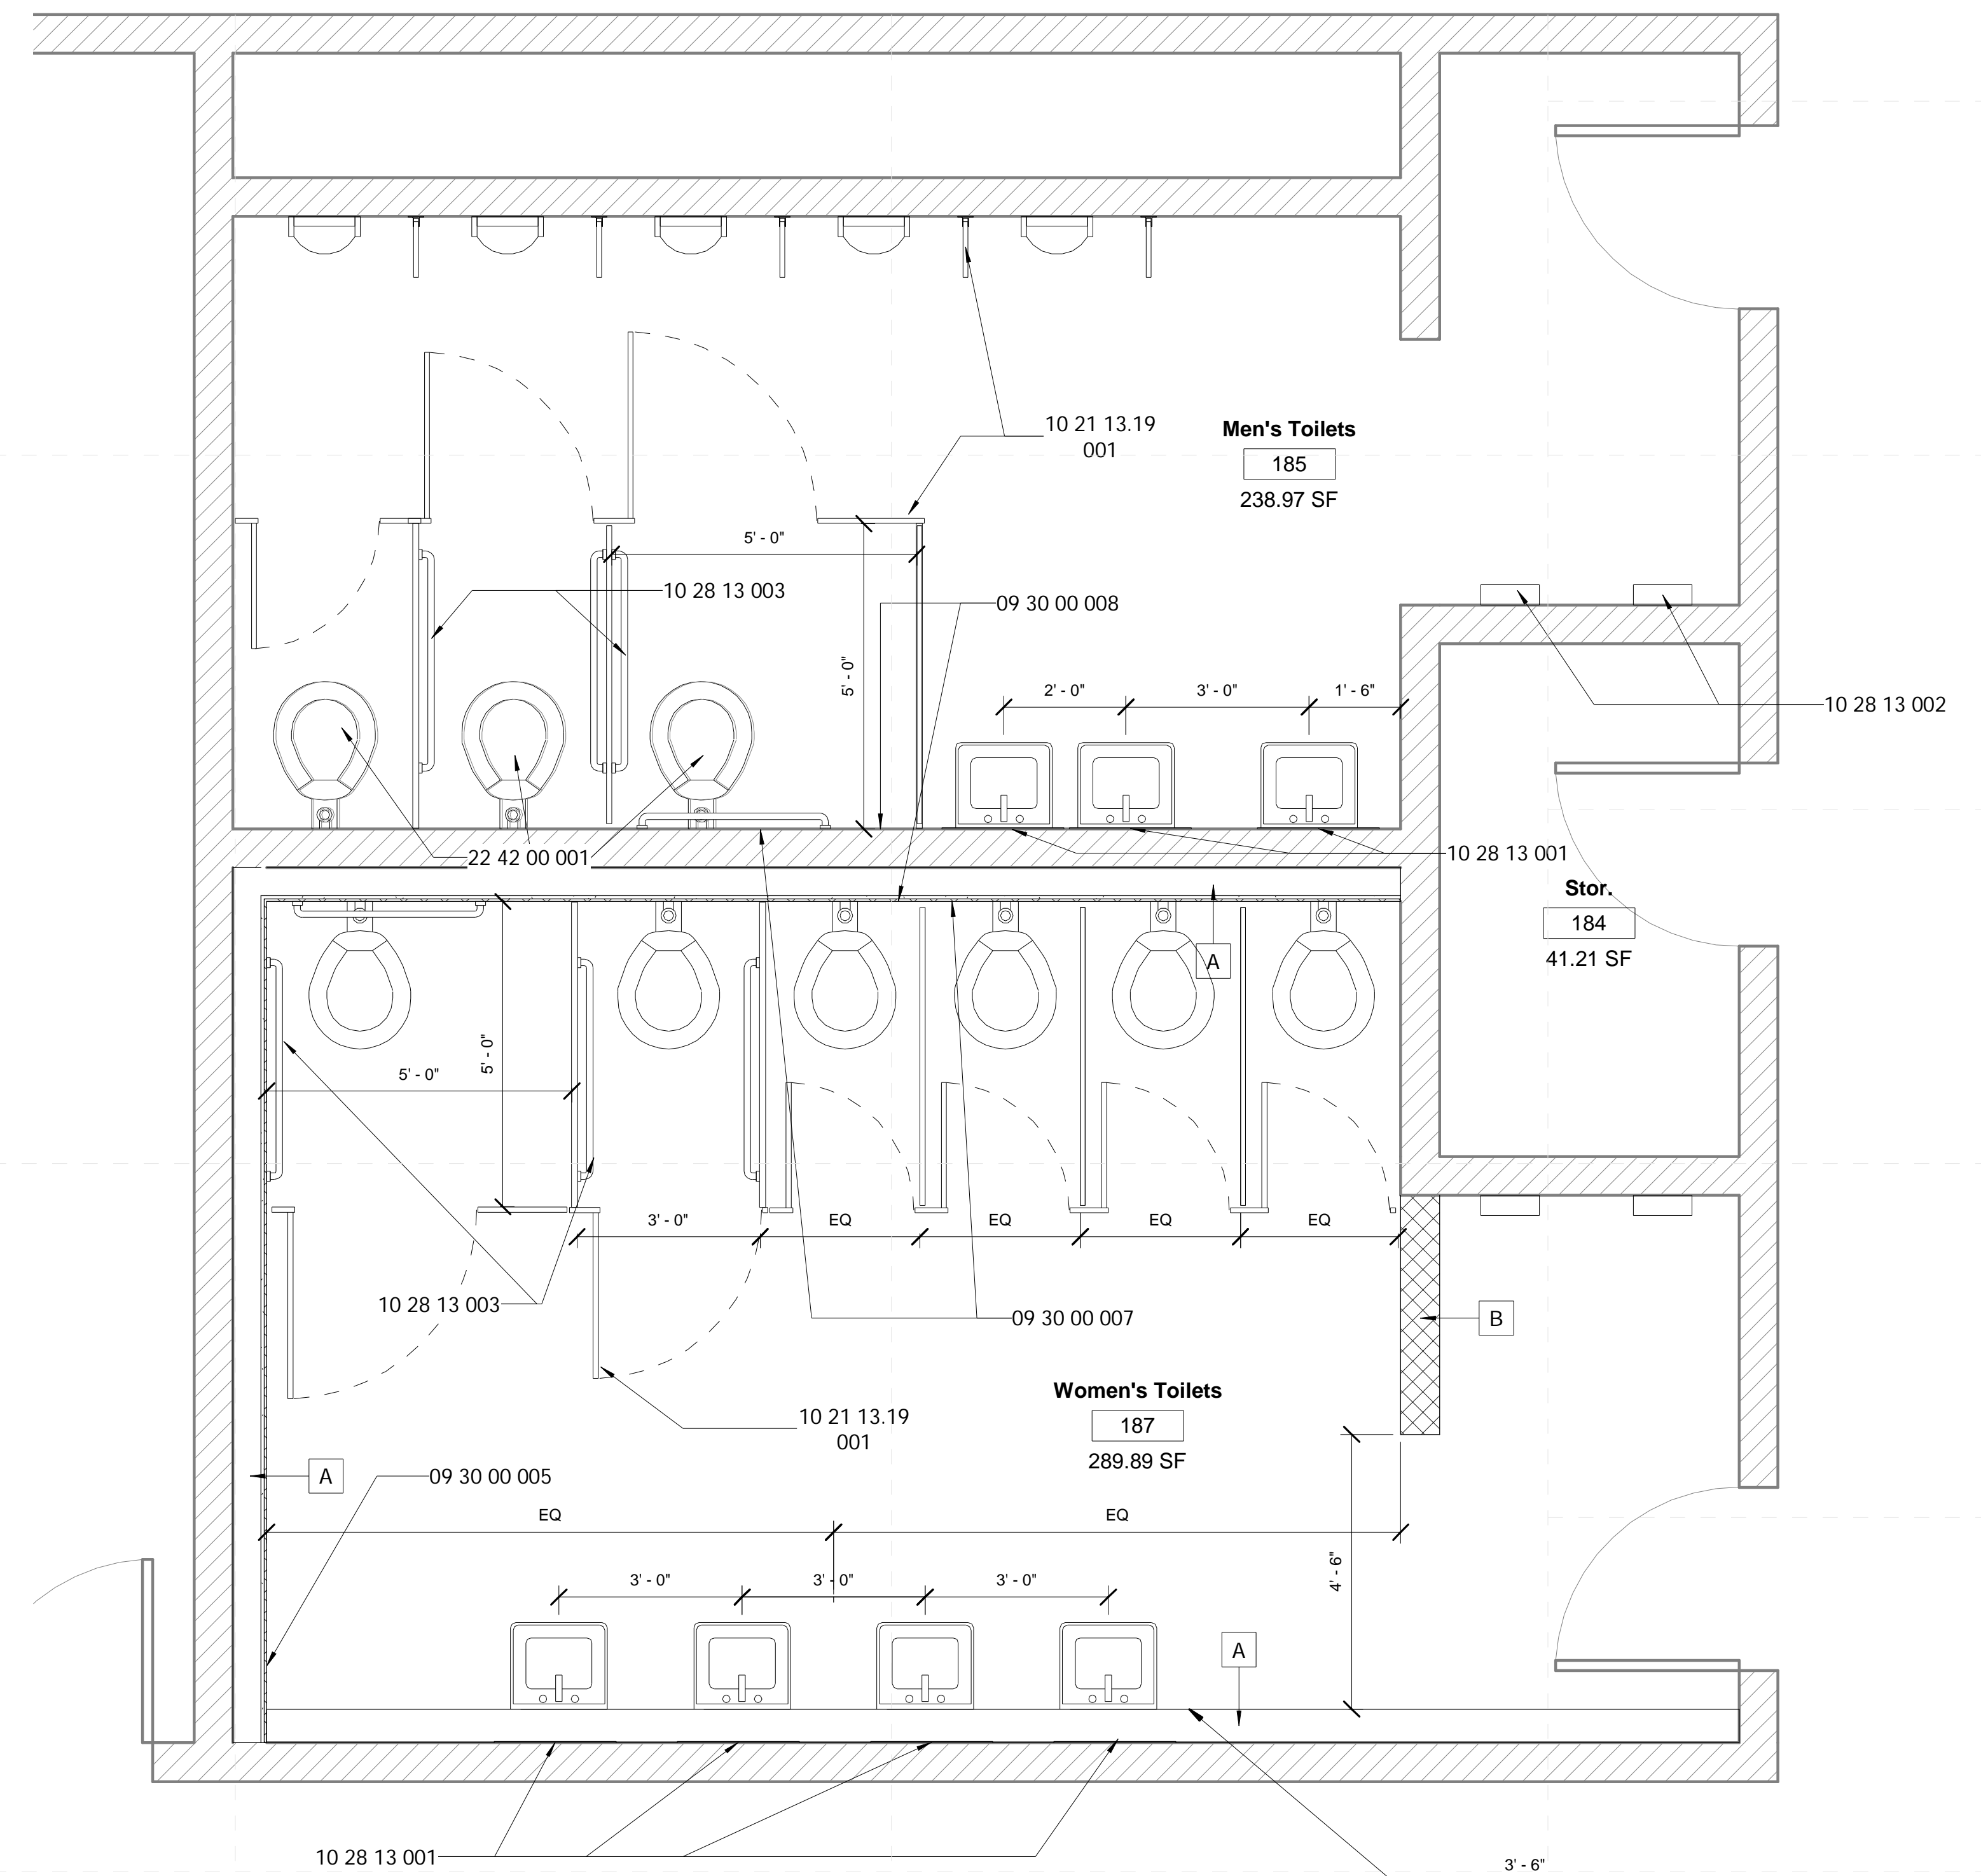 10 21 13.19
001
Men's Toilets
185
238.97 SF
5' - 0"
10 28 13 003
09 30 00 008
5' - 0"
2' - 0"
3' - 0"
1' - 6"
10 28 13 002
22 42 00 001
10 28 13 001
Stor.
184
41.21 SF
A
5' - 0"
5' - 0"
3' - 0"
EQ
EQ
EQ
EQ
10 28 13 003
09 30 00 007
B
Women's Toilets
187
289.89 SF
10 21 13.19
001
A
09 30 00 005
EQ
EQ
4' - 6"
3' - 0"
3' - 0"
3' - 0"
A
10 28 13 001
3' - 6"